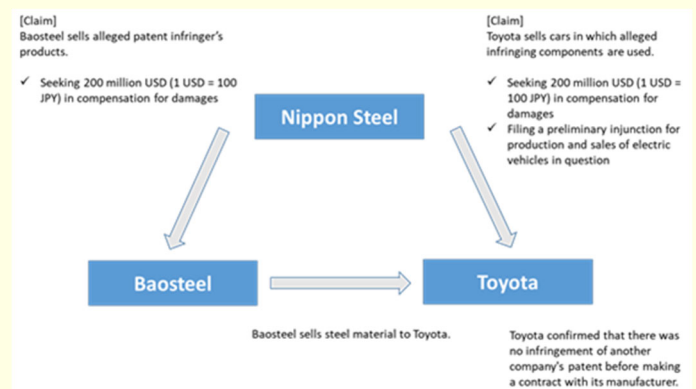 [Claim]
Baosteel sells alleged patent infringer's
products.
✓ Seeking 200 million USD (1 USD = 100
JPY) in compensation for damages
[Claim]
Toyota sells cars in which alleged
infringing components are used.
✓ Seeking 200 million USD (1 USD =
100 JPY) in compensation for
damages
✓ Filing a preliminary injunction for
production and sales of electric
vehicles in question
Nippon Steel
Baosteel
Toyota
Baosteel sells steel material to Toyota.
Toyota confirmed that there was
no infringement of another
company's patent before making
a contract with its manufacturer.